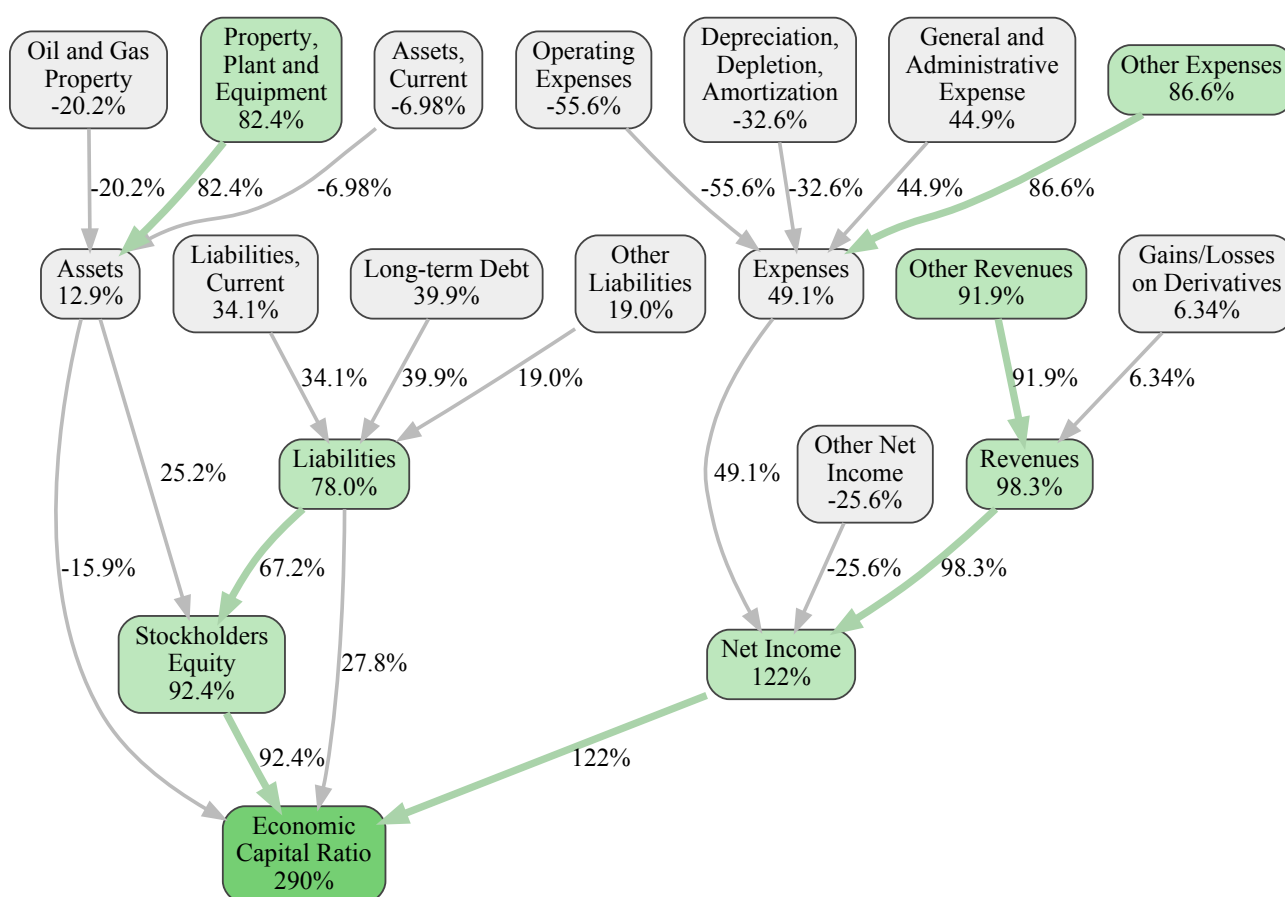 Oil and Gas
Property
-20.2%
Property,
Plant and
Equipment
82.4%
Assets,
Current
-6.98%
Operating
Expenses
-55.6%
Depreciation,
Depletion,
Amortization
-32.6%
General and
Administrative
Expense
44.9%
Other Expenses
86.6%
-20.2%
82.4%
-6.98%
-55.6%
-32.6%
44.9%
86.6%
Assets
12.9%
Liabilities,
Current
34.1%
Long-term Debt
39.9%
Other
Liabilities
19.0%
Expenses
49.1%
Other Revenues
91.9%
Gains/Losses
on Derivatives
6.34%
34.1%
39.9%
19.0%
91.9%
6.34%
Liabilities
78.0%
Other Net
Income
-25.6%
Revenues
98.3%
25.2%
49.1%
-15.9%
67.2%
-25.6%
98.3%
Stockholders
Equity
92.4%
27.8%
Net Income
122%
92.4%
122%
Economic
Capital Ratio
290%